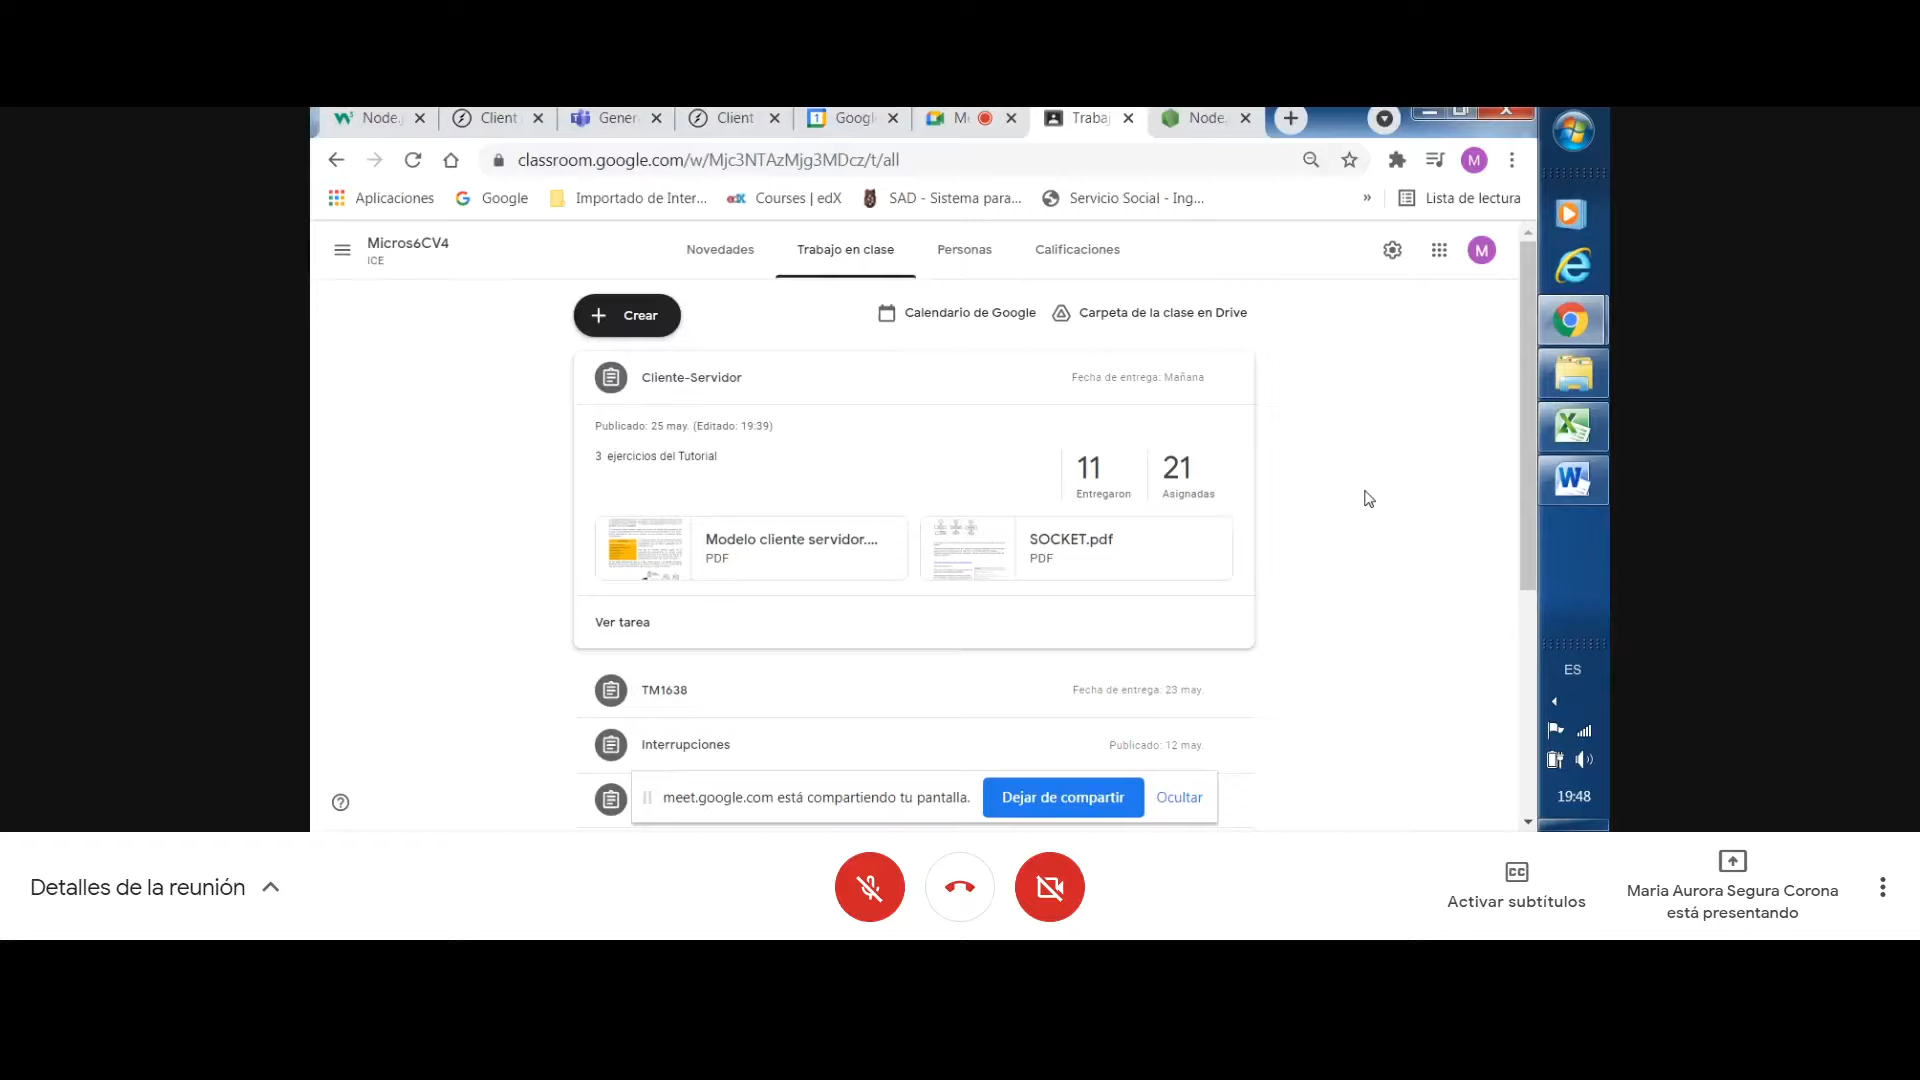 Node.
Client
Gener
Client
1
Googl
M
Traba
Node
classroom.google.com/w/Mjc3NTAzMjg3MDcz/t/all
M
Aplicaciones
Google
Importado de Inter...
edX
Courses | edX
SAD - Sistema para...
Servicio Social - Ing...
»
Lista de lectura
Micros6CV4
ICE
Novedades
Trabajo en clase
Personas
Calificaciones
M
Crear
Calendario de Google
Carpeta de la clase en Drive
Cliente-Servidor
Fecha de entrega: Mañana
Publicado: 25 may. (Editado: 19:39)
3 ejercicios del Tutorial
11
Entregaron
21
Asignadas
Modelo cliente servidor....
PDF
SOCKET.pdf
PDF
Ver tarea
TM1638
Fecha de entrega: 23 may.
Interrupciones
Publicado: 12 may.
meet.google.com está compartiendo tu pantalla.
Dejar de compartir
Ocultar
ES
19:48
Detalles de la reunión
CC
Activar subtítulos
Maria Aurora Segura Corona
está presentando